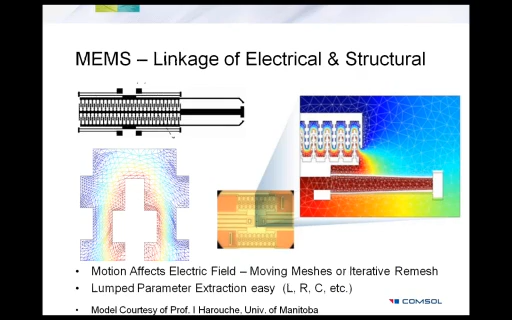 MEMS – Linkage of Electrical & Structural
• Motion Affects Electric Field – Moving Meshes or Iterative Remesh
• Lumped Parameter Extraction easy (L, R, C, etc.)
• Model Courtesy of Prof. I Harouche, Univ. of Manitoba
COMSOL